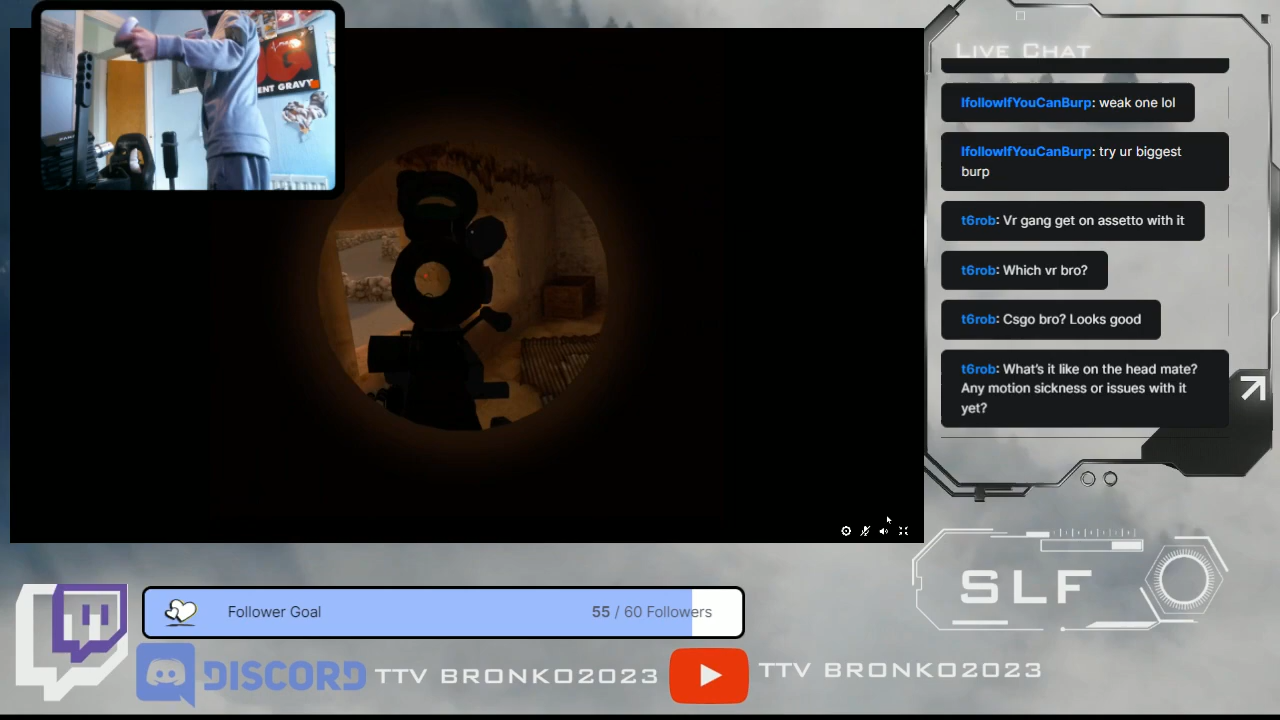 ENT GRAVY
LIVE CHAT
IfollowIfYouCanBurp: weak one lol
IfollowIfYouCanBurp: try ur biggest
burp
t6rob: Vr gang get on assetto with it
t6rob: Which vr bro?
t6rob: Csgo bro? Looks good
t6rob: What's it like on the head mate?
Any motion sickness or issues with it
yet?
SLF
Follower Goal
55 / 60 Followers
DISCORD
TTV BRONKO2023
TTV BRONKO2023